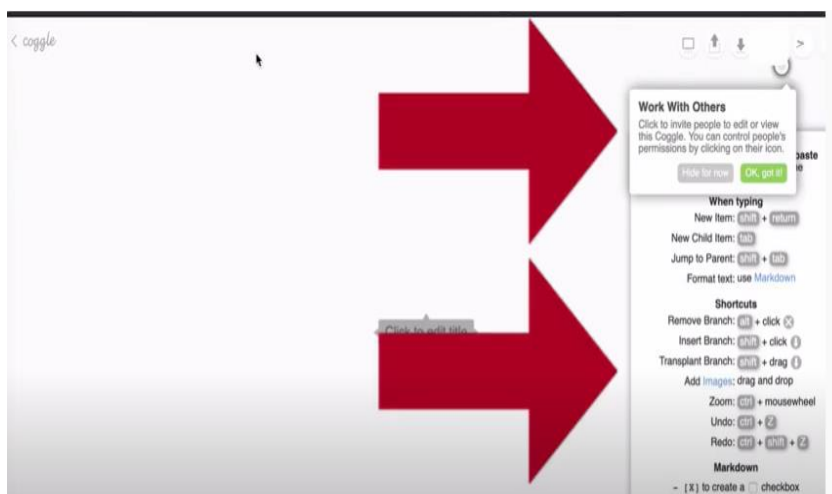 < coggle
>
Work With Others
Click to invite people to edit or view
this Coggle. You can control people's
permissions by clicking on their icon.
Hide for now
OK, got it!
paste
When typing
New Item: shift + return
New Child Item: tab
Jump to Parent: shift + tab
Format text: use Markdown
Shortcuts
Remove Branch: alt + click
Insert Branch: shift + click
Transplant Branch: shift + drag
Add Images: drag and drop
Zoom: ctrl + mousewheel
Undo: ctrl + Z
Redo: ctrl + shift + Z
Markdown
- [X] to create a checkbox
Click to edit title